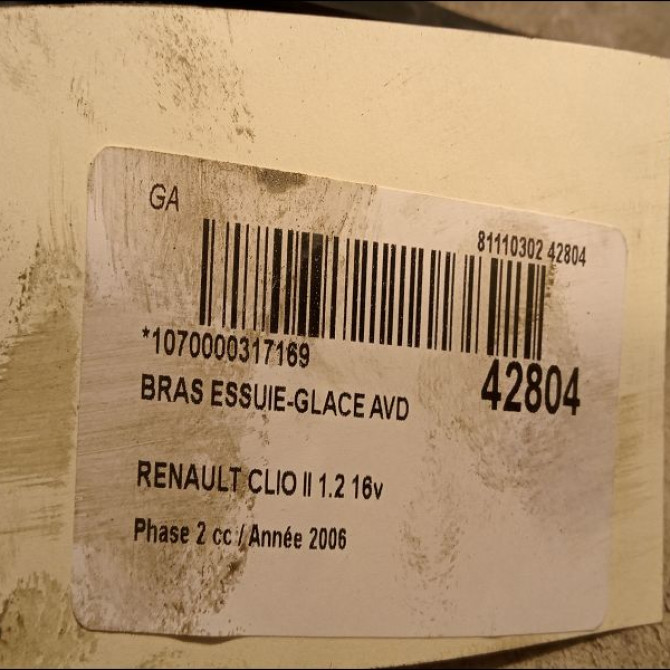 GA
81110302 42804
*1070000317169
42804
BRAS ESSUIE-GLACE AVD
RENAULT CLIO II 1.2 16v
Phase 2 cc / Année 2006